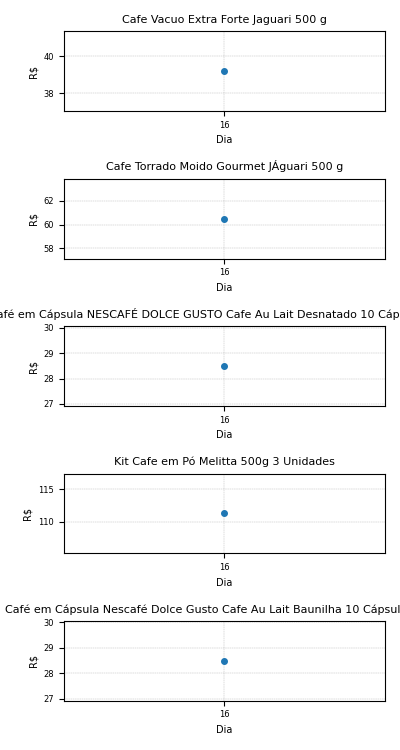 Cafe Vacuo Extra Forte Jaguari 500 g
40
R$
38
16
Dia
Cafe Torrado Moido Gourmet JÁguari 500 g
62
R$
60
58
16
Dia
afé em Cápsula NESCAFÉ DOLCE GUSTO Cafe Au Lait Desnatado 10 Cáp
30
29
R$
28
27
16
Dia
Kit Cafe em Pó Melitta 500g 3 Unidades
115
R$
110
16
Dia
Café em Cápsula Nescafé Dolce Gusto Cafe Au Lait Baunilha 10 Cápsul
30
29
R$
28
27
16
Dia